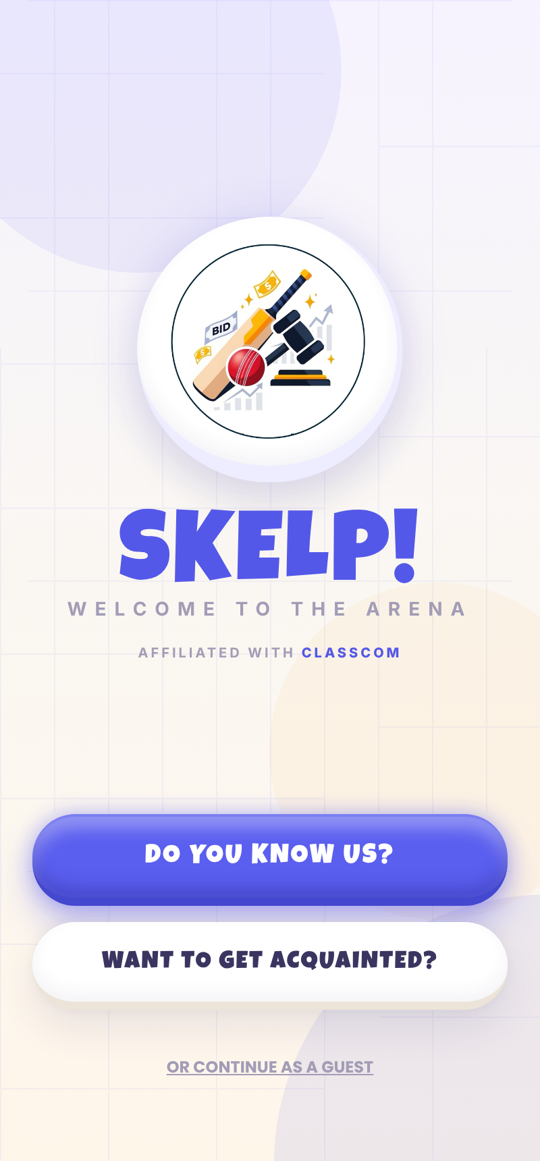 BID
SKELP!
WELCOME TO THE ARENA
AFFILIATED WITH CLASSCOM
DO YOU KNOW US?
WANT TO GET ACQUAINTED?
OR CONTINUE AS A GUEST